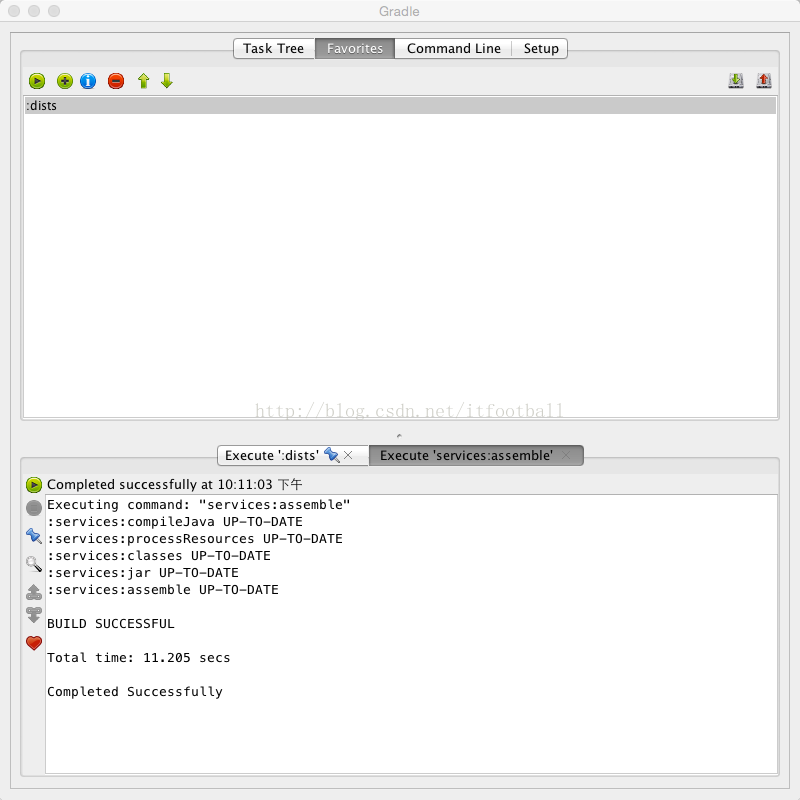 Gradle
Task Tree Favorites Command Line Setup
:dists
http://blog.csdn.net/itfootball
Execute ':dists' Execute 'services:assemble'
Completed successfully at 10:11:03 下午
Executing command: "services:assemble"
:services:compileJava UP-TO-DATE
:services:processResources UP-TO-DATE
:services:classes UP-TO-DATE
:services:jar UP-TO-DATE
:services:assemble UP-TO-DATE
BUILD SUCCESSFUL
Total time: 11.205 secs
Completed Successfully